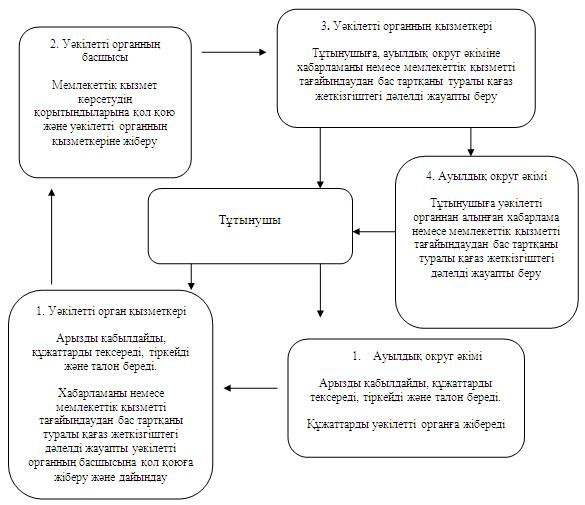 2. Уәкілетті органнын
басшысы
Мемлекеттік қызмет
көрсетудін
қорытындыларына қол қою
және уәкілетті органнын
қызметкеріне жіберу
3. Уәкілетті органнын қызметкері
Тұтынушыға, ауылдық округ әкіміне
хабарламаны немесе мемлекеттік қызметті
тағайындаудан бас тартқаны туралы қағаз
жеткізгіштегі дәлелді жауапты беру
4. Ауылдық округ әкімі
Тұтынушыға уәкілетті
органнан алынған хабарлама
немесе мемлекеттік қызметті
тағайындаудан бас тартқаны
туралы қағаз жеткізгіштегі
дәлелді жауапты беру
Тұтынушы
1. Уәкілетті орган қызметкері
Арызды қабылдайды,
құжаттарды тексереді, тіркейді
және талон береді.
Хабарламаны немесе
мемлекеттік қызметті
тағайындаудан бас тартқаны
туралы қағаз жеткізгіштегі
дәлелді жауапты уәкілетті
органнын басшысына қол қоюға
жіберу және дайындау
1. Ауылдық округ әкімі
Арызды қабылдайды, құжаттарды
тексереді, тіркейді және талон береді.
Құжаттарды уәкілетті органға жібереді